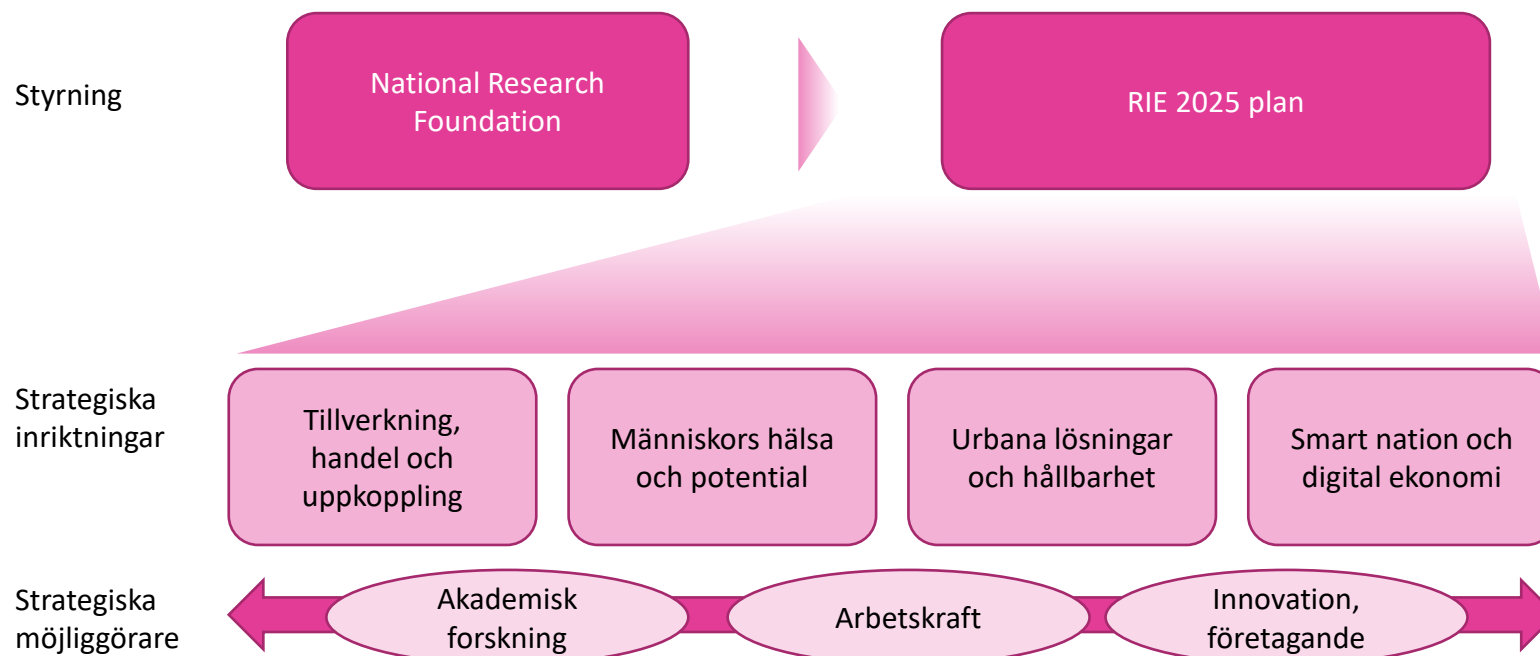 Styrning
National Research
Foundation
RIE 2025 plan
Strategiska
inriktningar
Tillverkning,
handel och
uppkoppling
Människors hälsa
och potential
Urbana lösningar
och hållbarhet
Smart nation och
digital ekonomi
Strategiska
möjliggörare
Akademisk
forskning
Arbetskraft
Innovation,
företagande